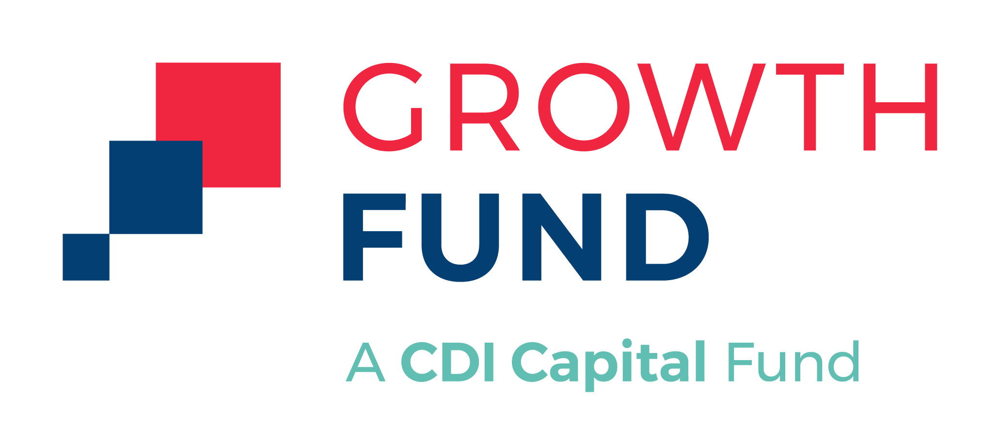 GROWTH
FUND
A CDI Capital Fund